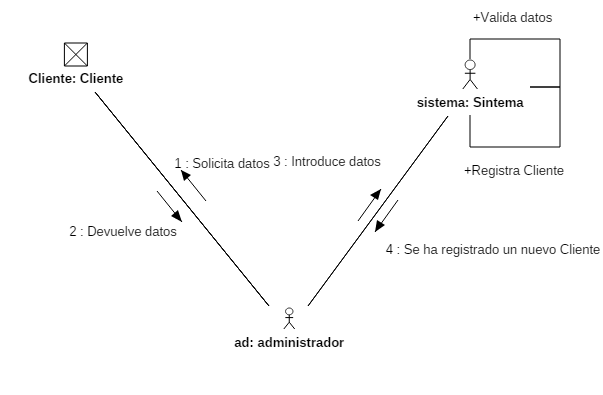 +Valida datos
Cliente: Cliente
sistema: Sintema
1 : Solicita datos
3 : Introduce datos
+Registra Cliente
2 : Devuelve datos
4 : Se ha registrado un nuevo Cliente
ad: administrador